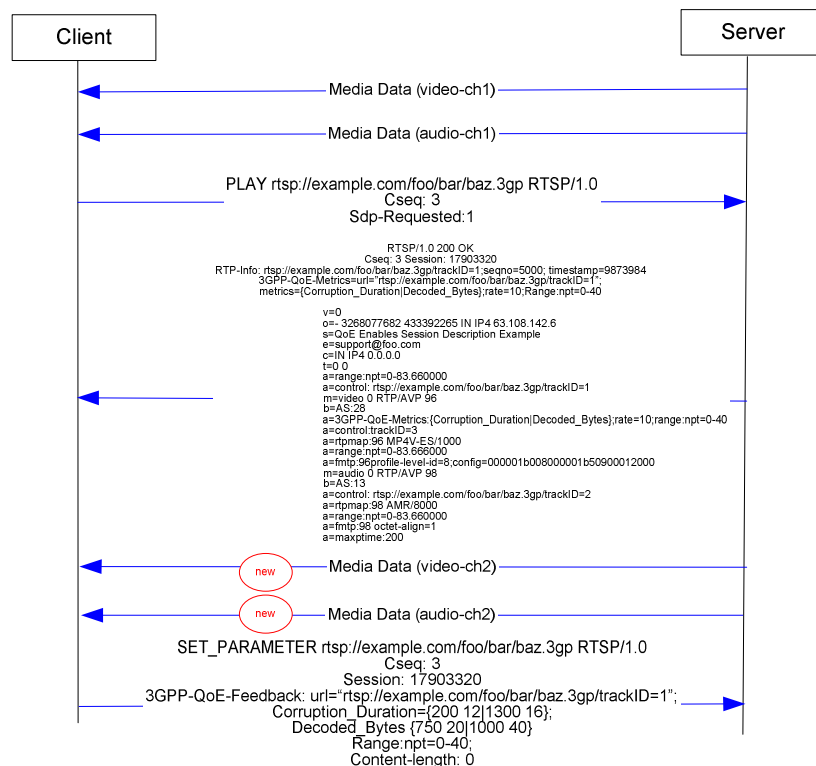 Client
Server
Media Data (video-ch1)
Media Data (audio-ch1)
PLAY rtsp://example.com/foo/bar/baz.3gp RTSP/1.0
Cseq: 3
Sdp-Requested:1
RTSP/1.0 200 OK
Cseq: 3 Session: 17903320
RTP-Info: rtsp://example.com/foo/bar/baz.3gp/trackID=1;seqno=5000; timestamp=9873984
3GPP-QoE-Metrics=url="rtsp://example.com/foo/bar/baz.3gp/trackID=1”;
metrics={Corruption_Duration|Decoded_Bytes};rate=10;Range:npt=0-40
v=0
o=- 3268077682 433392265 IN IP4 63.108.142.6
s=QoE Enables Session Description Example
e=support@foo.com
c=IN IP4 0.0.0.0
t=0 0
a=range:npt=0-83.660000
a=control: rtsp://example.com/foo/bar/baz.3gp/trackID=1
m=video 0 RTP/AVP 96
b=AS:28
a=3GPP-QoE-Metrics:{Corruption_Duration|Decoded_Bytes};rate=10;range:npt=0-40
a=control:trackID=3
a=rtpmap:96 MP4V-ES/1000
a=range:npt=0-83.666000
a=fmtp:96profile-level-id=8;config=000001b008000001b50900012000
m=audio 0 RTP/AVP 98
b=AS:13
a=control: rtsp://example.com/foo/bar/baz.3gp/trackID=2
a=rtpmap:98 AMR/8000
a=range:npt=0-83.660000
a=fmtp:98 octet-align=1
a=maxptime:200
new
Media Data (video-ch2)
new
Media Data (audio-ch2)
SET_PARAMETER rtsp://example.com/foo/bar/baz.3gp RTSP/1.0
Cseq: 3
Session: 17903320
3GPP-QoE-Feedback: url=“rtsp://example.com/foo/bar/baz.3gp/trackID=1”;
Corruption_Duration={200 12|1300 16};
Decoded_Bytes {750 20|1000 40}
Range:npt=0-40;
Content-length: 0